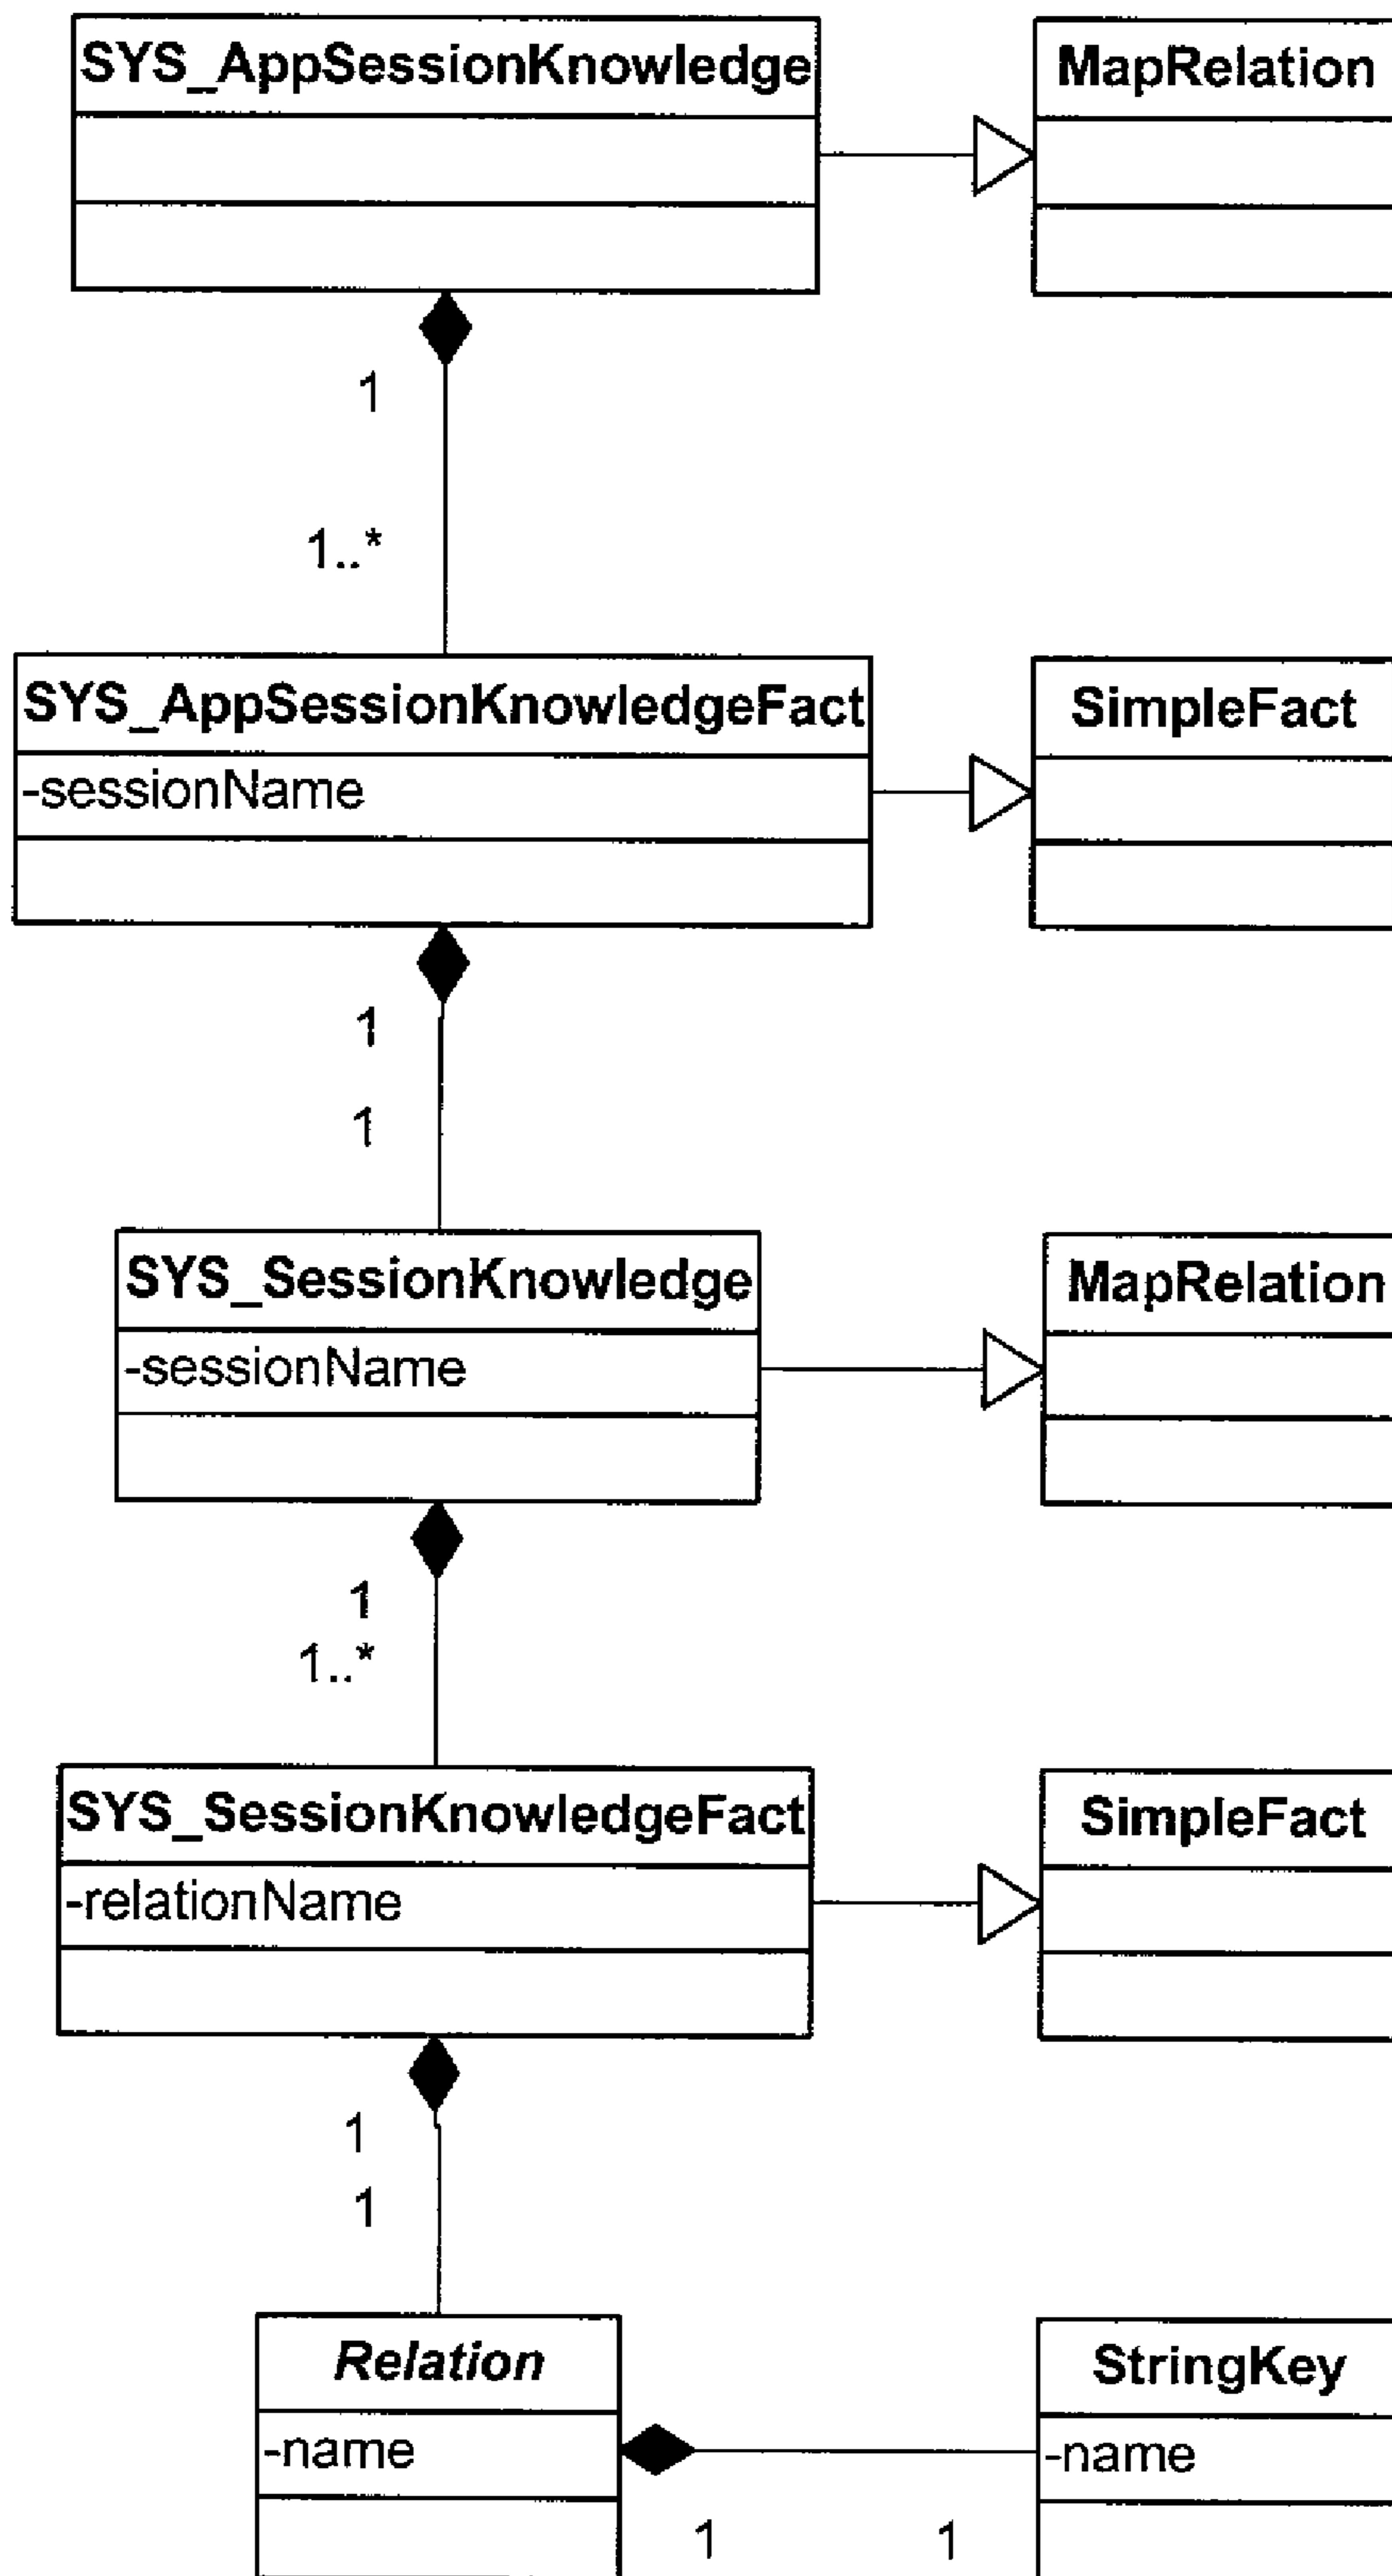 SYS_AppSessionKnowledge
MapRelation
1
1..*
SYS_AppSessionKnowledgeFact
-sessionName
SimpleFact
1
1
SYS_SessionKnowledge
-sessionName
MapRelation
1
1..*
SYS_SessionKnowledgeFact
-relationName
SimpleFact
1
1
Relation
-name
StringKey
-name
1 1